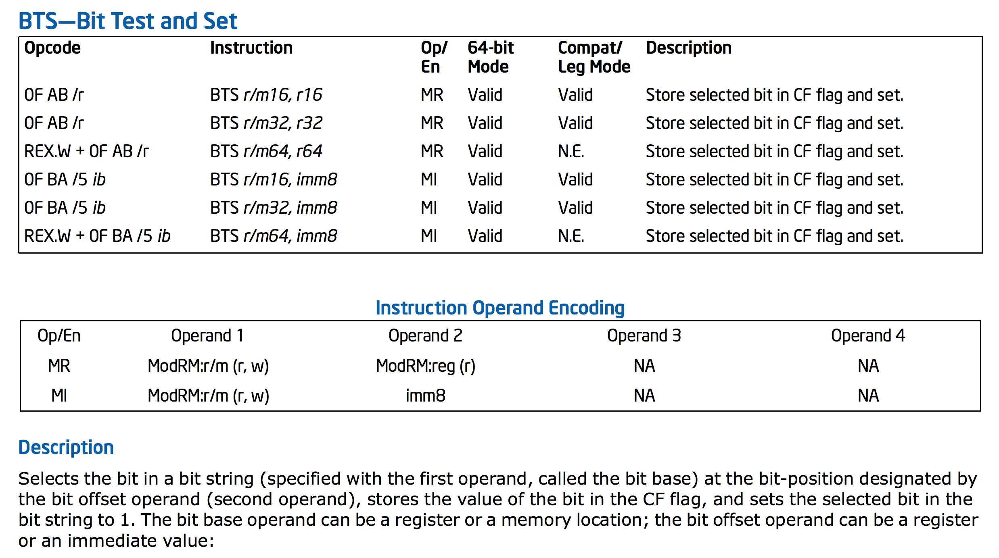 BTS—Bit Test and Set
Opcode Instruction Op/ 64-bit Compat/ Description
En Mode Leg Mode
0F AB /r BTS r/m16, r16 MR Valid Valid Store selected bit in CF flag and set.
0F AB /r BTS r/m32, r32 MR Valid Valid Store selected bit in CF flag and set.
REX.W + 0F AB /r BTS r/m64, r64 MR Valid N.E. Store selected bit in CF flag and set.
0F BA /5 ib BTS r/m16, imm8 MI Valid Valid Store selected bit in CF flag and set.
0F BA /5 ib BTS r/m32, imm8 MI Valid Valid Store selected bit in CF flag and set.
REX.W + 0F BA /5 ib BTS r/m64, imm8 MI Valid N.E. Store selected bit in CF flag and set.
Instruction Operand Encoding
Op/En Operand 1 Operand 2 Operand 3 Operand 4
MR ModRM:r/m (r, w) ModRM:reg (r) NA NA
MI ModRM:r/m (r, w) imm8 NA NA
Description
Selects the bit in a bit string (specified with the first operand, called the bit base) at the bit-position designated by
the bit offset operand (second operand), stores the value of the bit in the CF flag, and sets the selected bit in the
bit string to 1. The bit base operand can be a register or a memory location; the bit offset operand can be a register
or an immediate value: